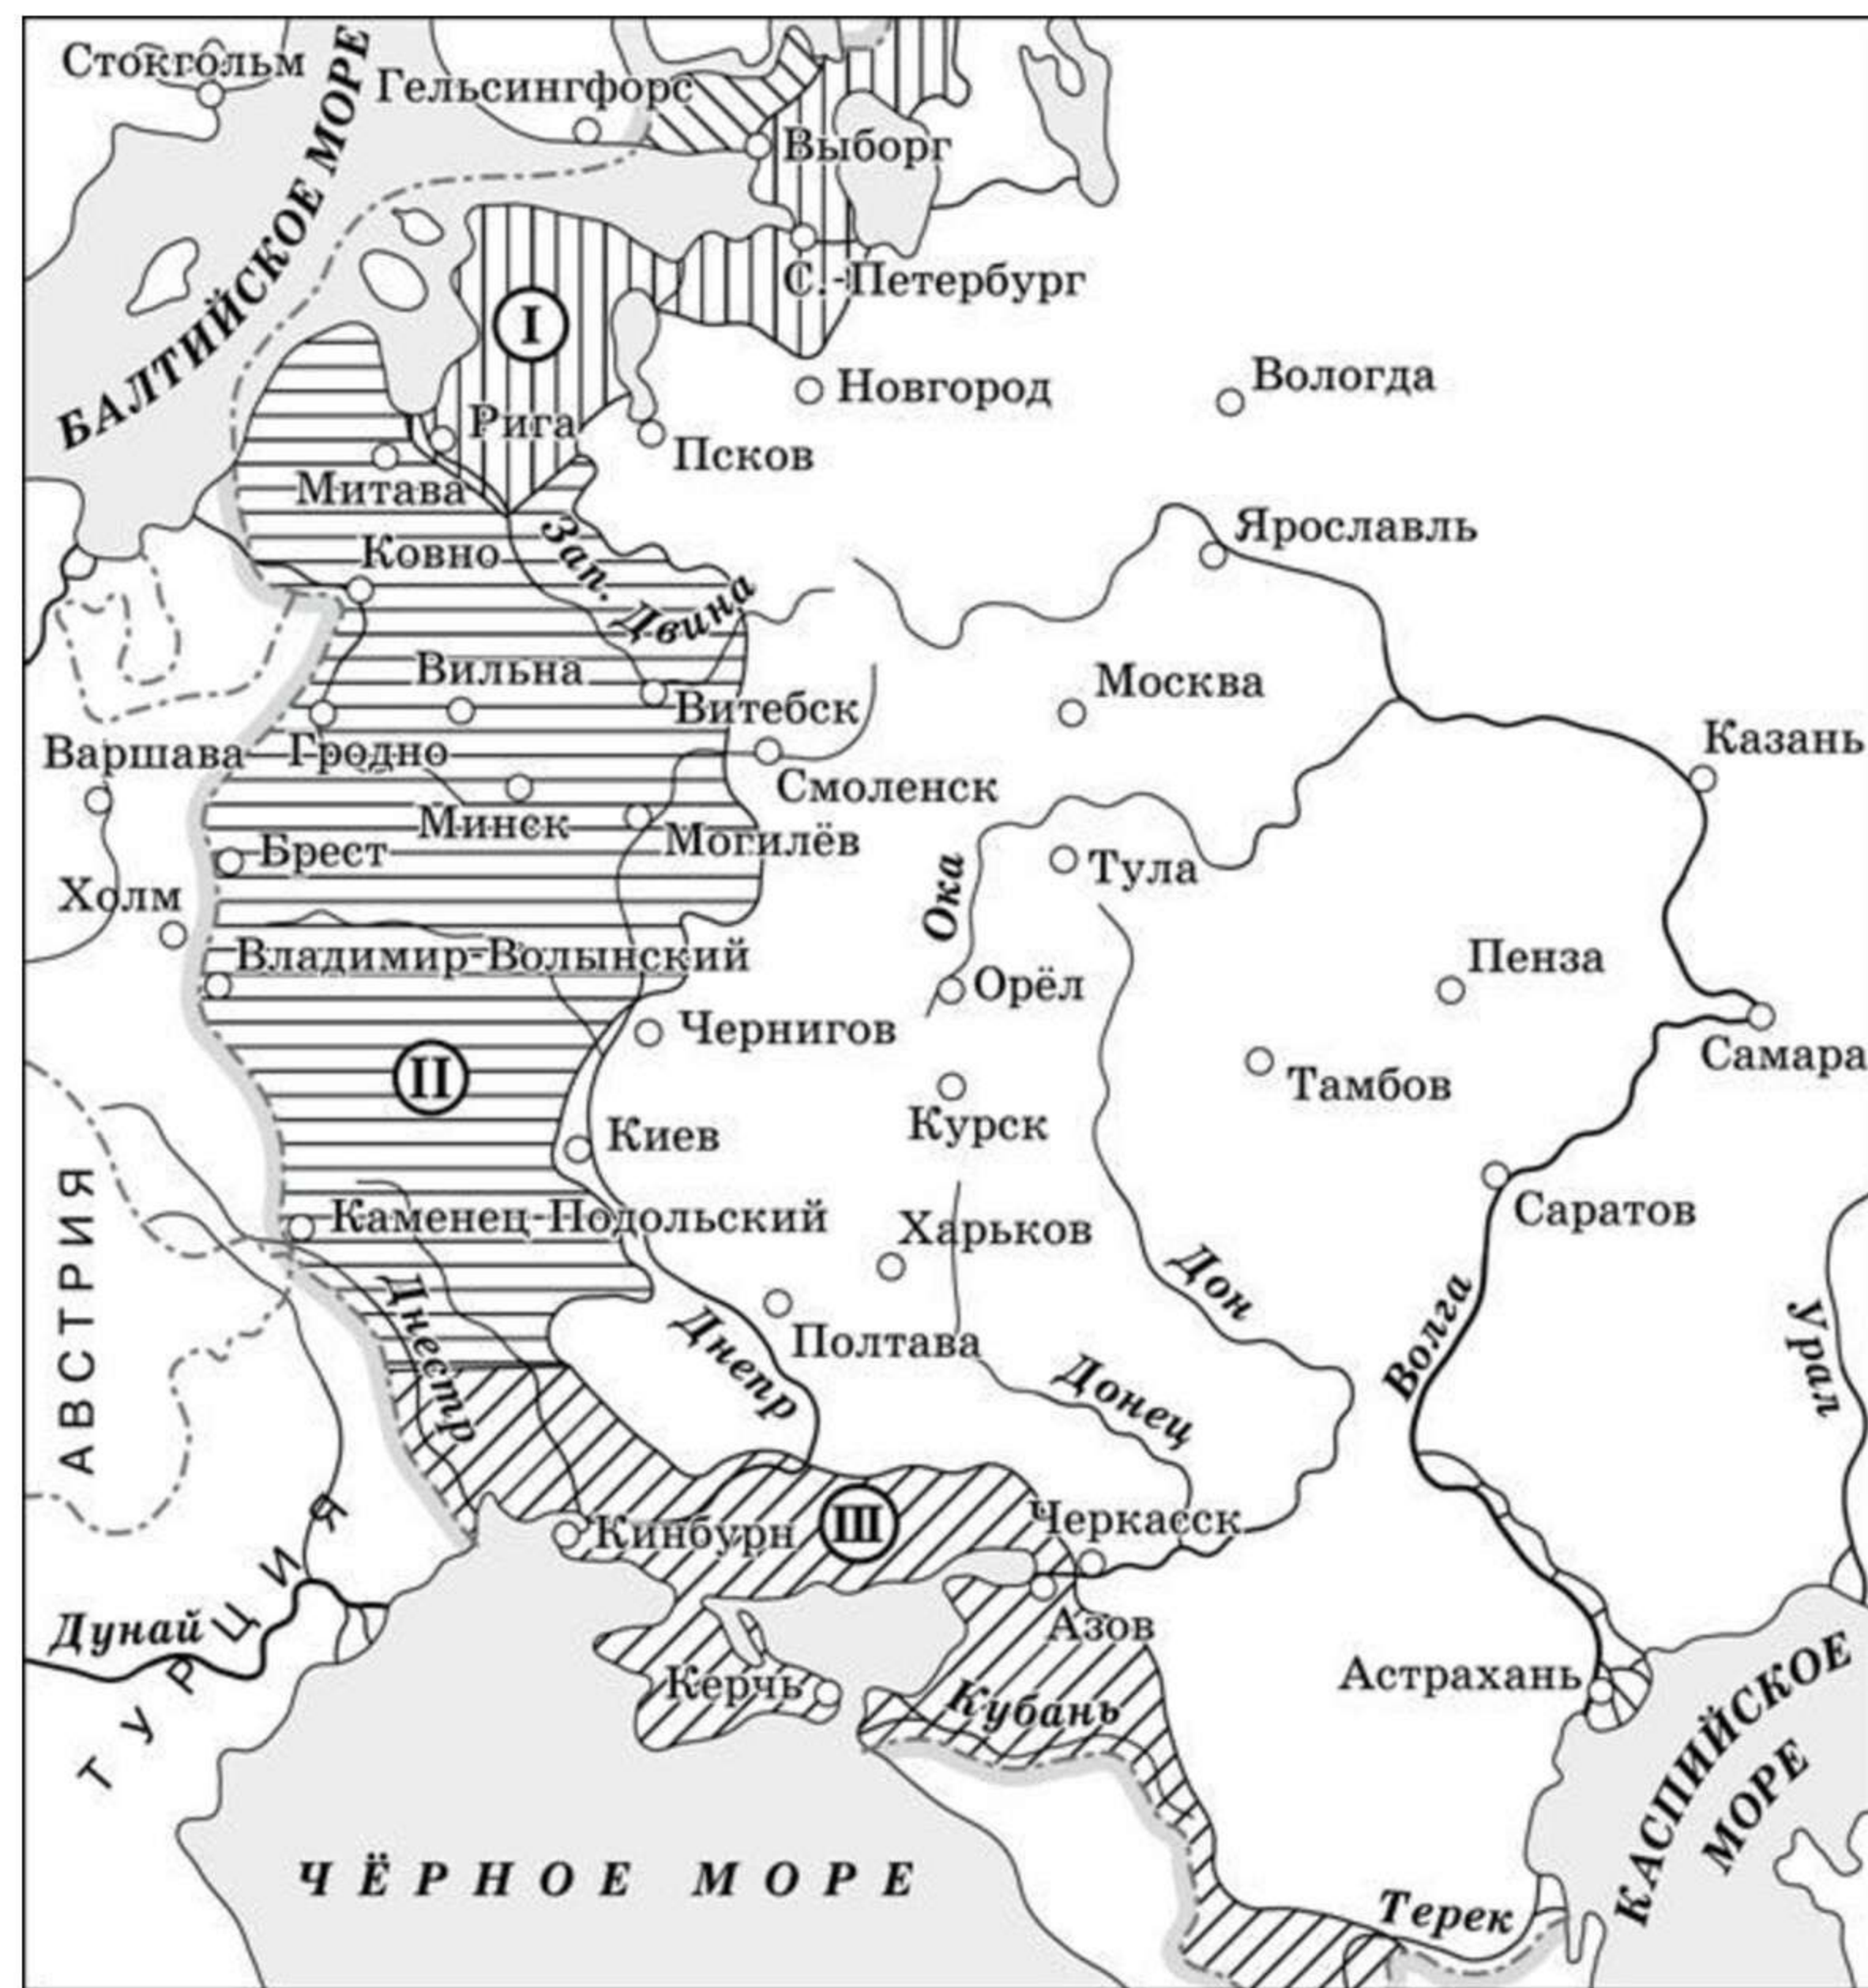 Стокгольм
Гельсингфорс
БАЛТИЙСКОЕ МОРЕ
Выборг
С.-Петербург
I
Новгород
Вологда
Рига
Псков
Митава
Ярославль
Ковно
Зап. Двина
Вильна
Москва
Витебск
Казань
Варшава
Гродно
Смоленск
Минск
Могилёв
Брест
Тула
Холм
Ока
Владимир-Волынский
Пенза
Орёл
Чернигов
Самара
II
Тамбов
Курск
Киев
АВСТРИЯ
Каменец-Подольский
Харьков
Саратов
Днестр
Дон
Волга
Урал
Днепр
Полтава
Донец
III
Черкасск
Кинбурн
ТУРЦИЯ
Дунай
Азов
Керчь
Кубань
Астрахань
КАСПИЙСКОЕ
МОРЕ
ЧЁРНОЕ МОРЕ
Терек